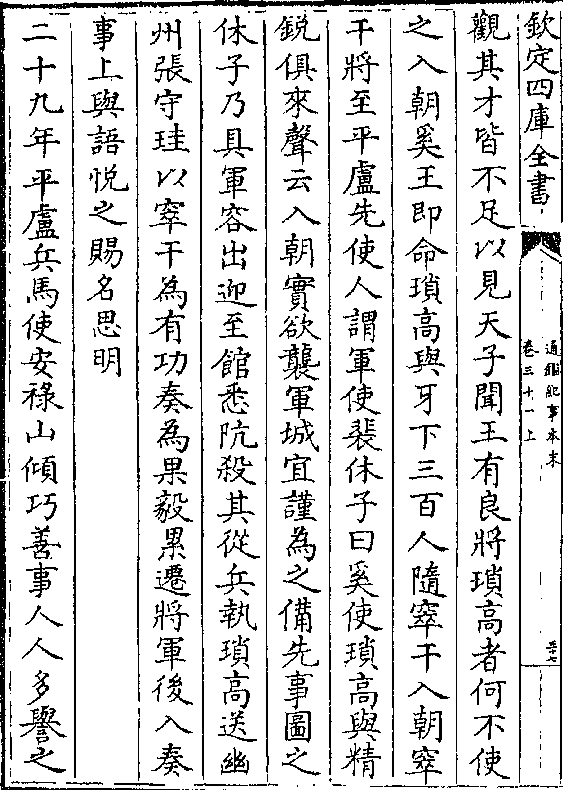 欽定四庫全書
通鑑紀事本末
卷三十一上
觀其才皆不足以見天子聞王有良將瑣高者何不使
之入朝奚王即命瑣高與牙下三百人隨窣干入朝窣
干將至平盧先使人謂軍使裴休子曰奚使瑣高與精
鋭俱來聲云入朝實欲襲軍城宜謹為之備先事圖之
休子乃具軍容出迎至館悉阬殺其從兵執瑣高送幽
州張守珪以窣干為有功奏為果毅累遷將軍後入奏
事上與語悅之賜名思明
二十九年平盧兵馬使安祿山傾巧善事人人多譽之